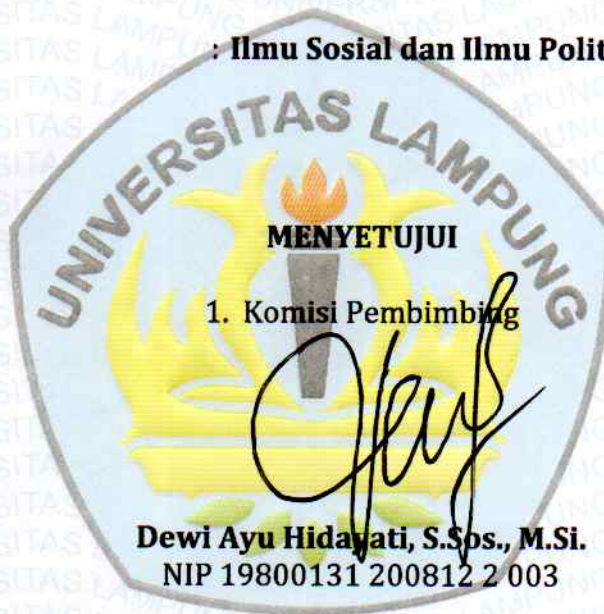 : Ilmu Sosial dan Ilmu Polit
UNIVERSITAS LAMPUNG
MENYETUJUI
1. Komisi Pembimbing
Dewi Ayu Hidayati, S.Sos., M.Si.
NIP 19800131 200812 2 003